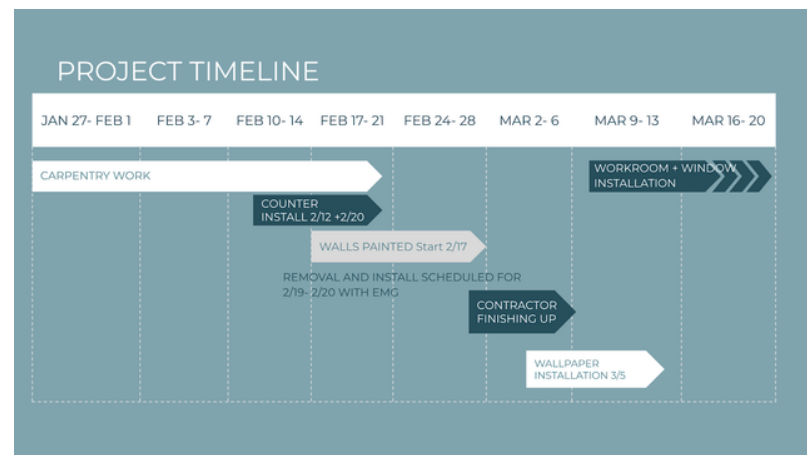 PROJECT TIMELINE
JAN 27- FEB 1
FEB 3- 7
FEB 10- 14
FEB 17- 21
FEB 24- 28
MAR 2- 6
MAR 9- 13
MAR 16- 20
CARPENTRY WORK
WORKROOM + WINDOW
INSTALLATION
COUNTER
INSTALL 2/12 +2/20
WALLS PAINTED Start 2/17
REMOVAL AND INSTALL SCHEDULED FOR
2/19- 2/20 WITH EMG
CONTRACTOR
FINISHING UP
WALLPAPER
INSTALLATION 3/5